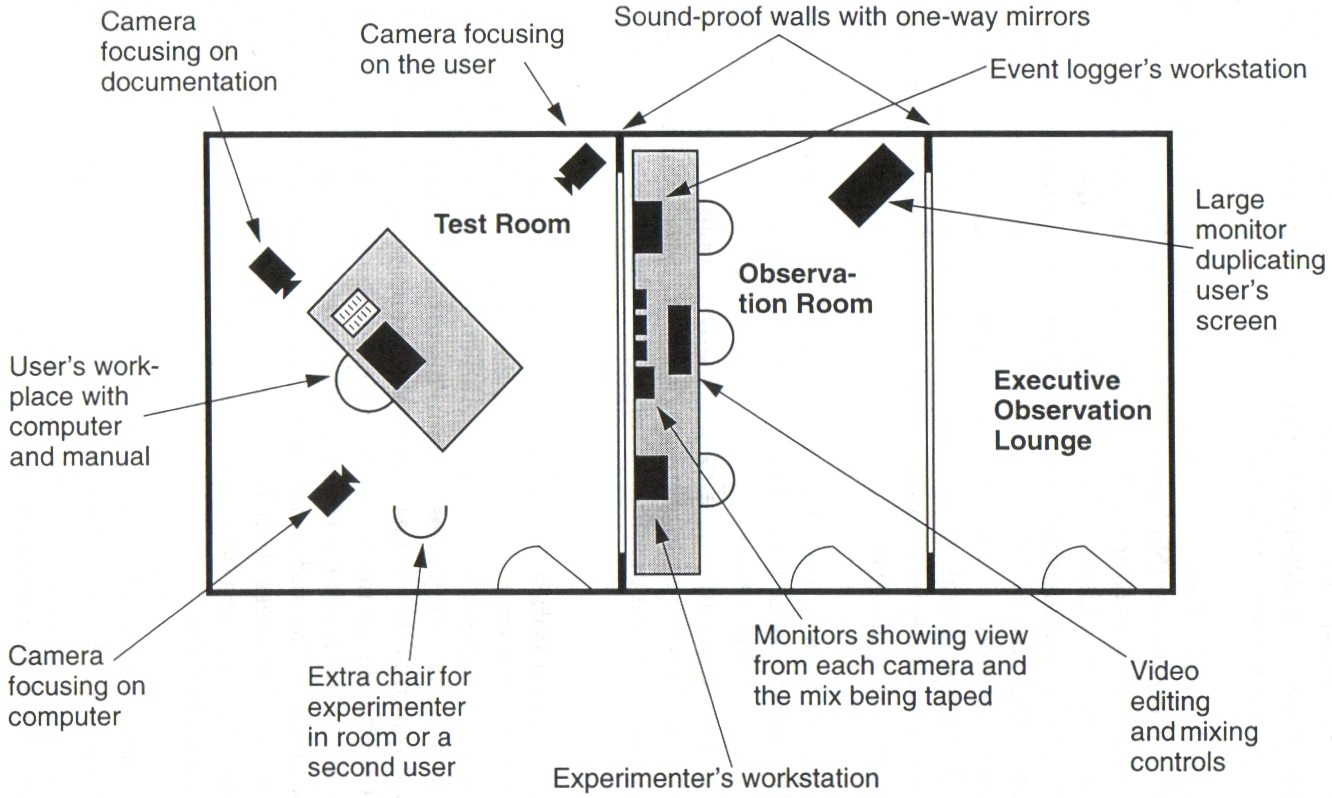 Camera
focusing on
documentation
Camera focusing
on the user
Sound-proof walls with one-way mirrors
Event logger's workstation
Test Room
Observa-
tion Room
Large
monitor
duplicating
user's
screen
User's work-
place with
computer
and manual
Executive
Observation
Lounge
Camera
focusing on
computer
Extra chair for
experimenter
in room or a
second user
Experimenter's workstation
Monitors showing view
from each camera and
the mix being taped
Video
editing
and mixing
controls